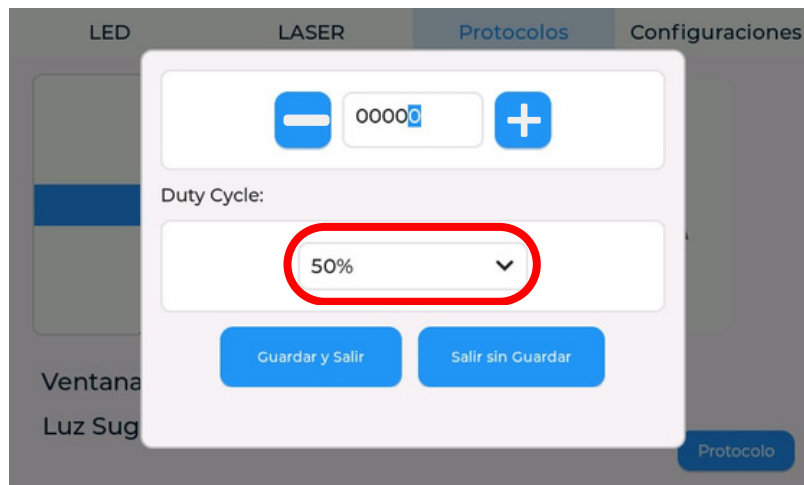 LED LASER Protocolos Configuraciones
00000
Duty Cycle:
50%
Guardar y Salir Salir sin Guardar
Ventana
Luz Sug
Protocolo